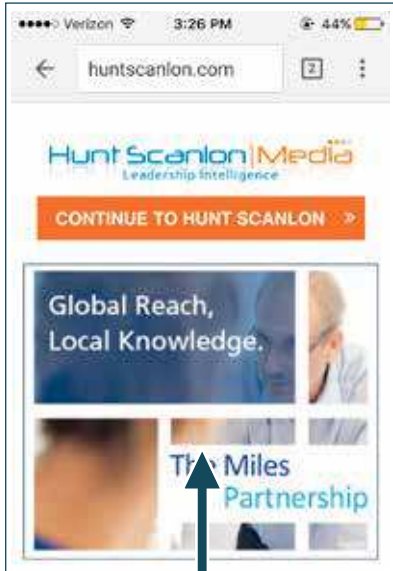 Verizon 3:26 PM 44%
huntscanlon.com 2
Hunt Scanlon|Media
Leadership Intelligence
CONTINUE TO HUNT SCANLON »
Global Reach,
Local Knowledge.
The Miles
Partnership